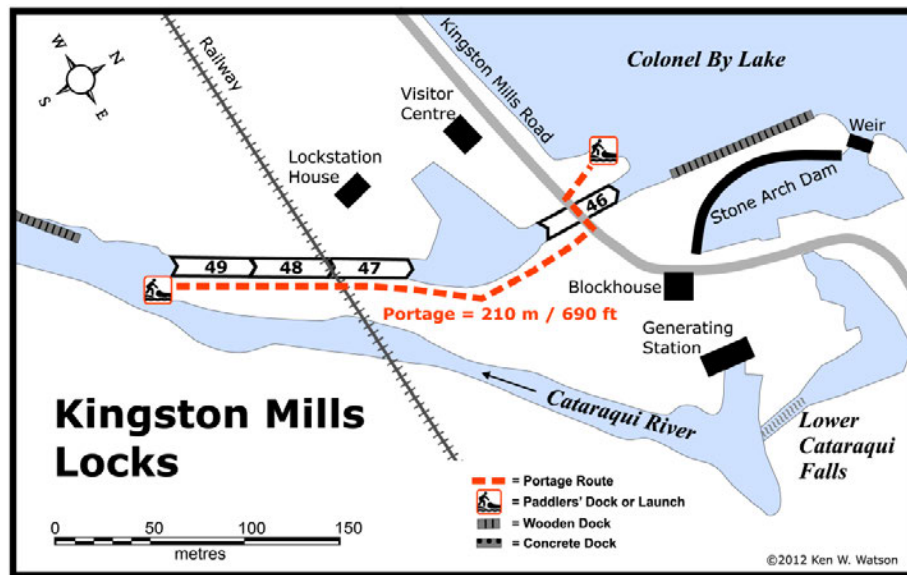 W
N
S
E
Railway
Kingston Mills Road
Colonel By Lake
Visitor
Centre
Weir
Lockstation
House
Stone Arch Dam
46
49
48
47
Blockhouse
Portage = 210 m / 690 ft
Generating
Station
Cataraqui River
Lower
Cataraqui
Falls
Kingston Mills
Locks
= Portage Route
= Paddlers' Dock or Launch
= Wooden Dock
= Concrete Dock
0 50 100 150
metres
©2012 Ken W. Watson